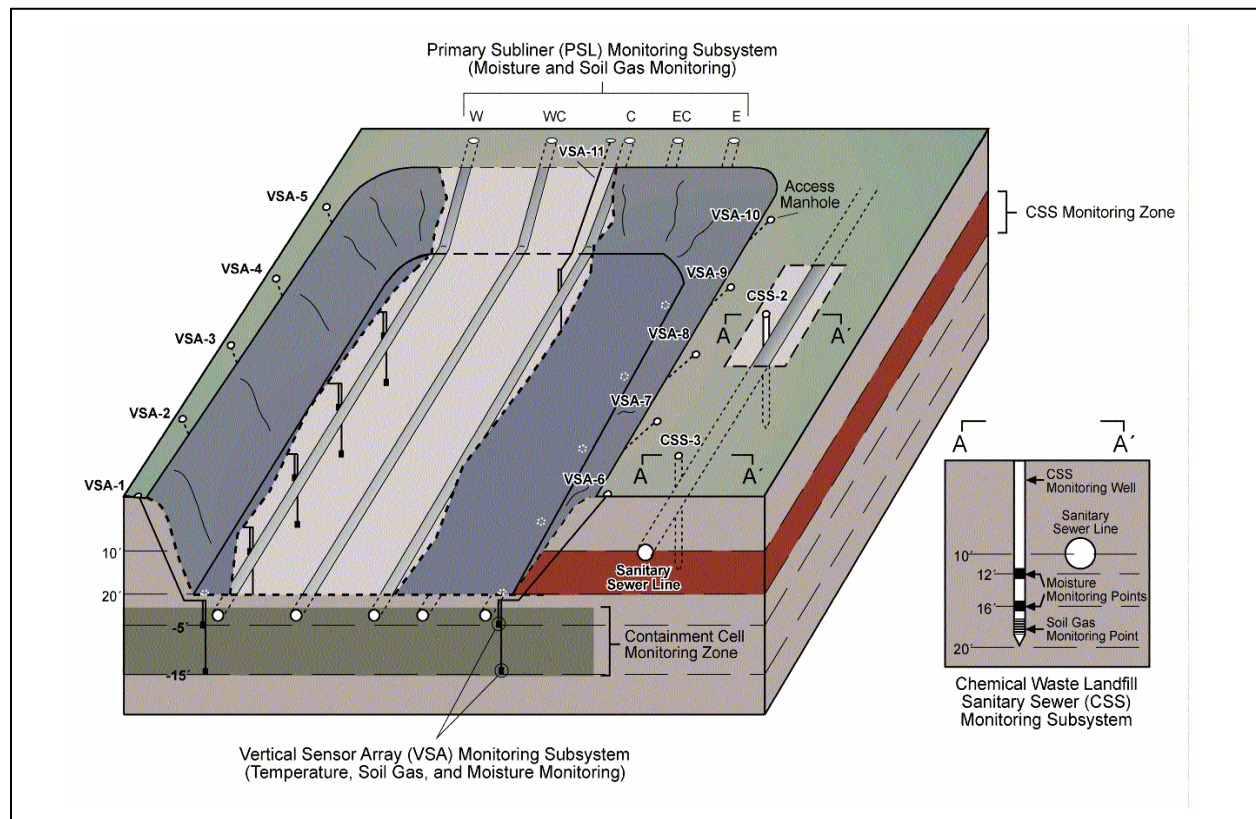 Primary Subliner (PSL) Monitoring Subsystem
(Moisture and Soil Gas Monitoring)
W
WC
C
EC
E
VSA-11
VSA-5
VSA-10
Access
Manhole
CSS Monitoring Zone
VSA-4
VSA-9
CSS-2
A
A´
VSA-3
VSA-8
VSA-2
VSA-7
CSS-3
A
A´
VSA-1
VSA-6
10´
20´
Sanitary
Sewer Line
-5´
-15´
Containment Cell
Monitoring Zone
Vertical Sensor Array (VSA) Monitoring Subsystem
(Temperature, Soil Gas, and Moisture Monitoring)
A
A´
CSS
Monitoring Well
Sanitary
Sewer Line
10´
12´
Moisture
Monitoring Points
16´
Soil Gas
Monitoring Point
20´
Chemical Waste Landfill
Sanitary Sewer (CSS)
Monitoring Subsystem